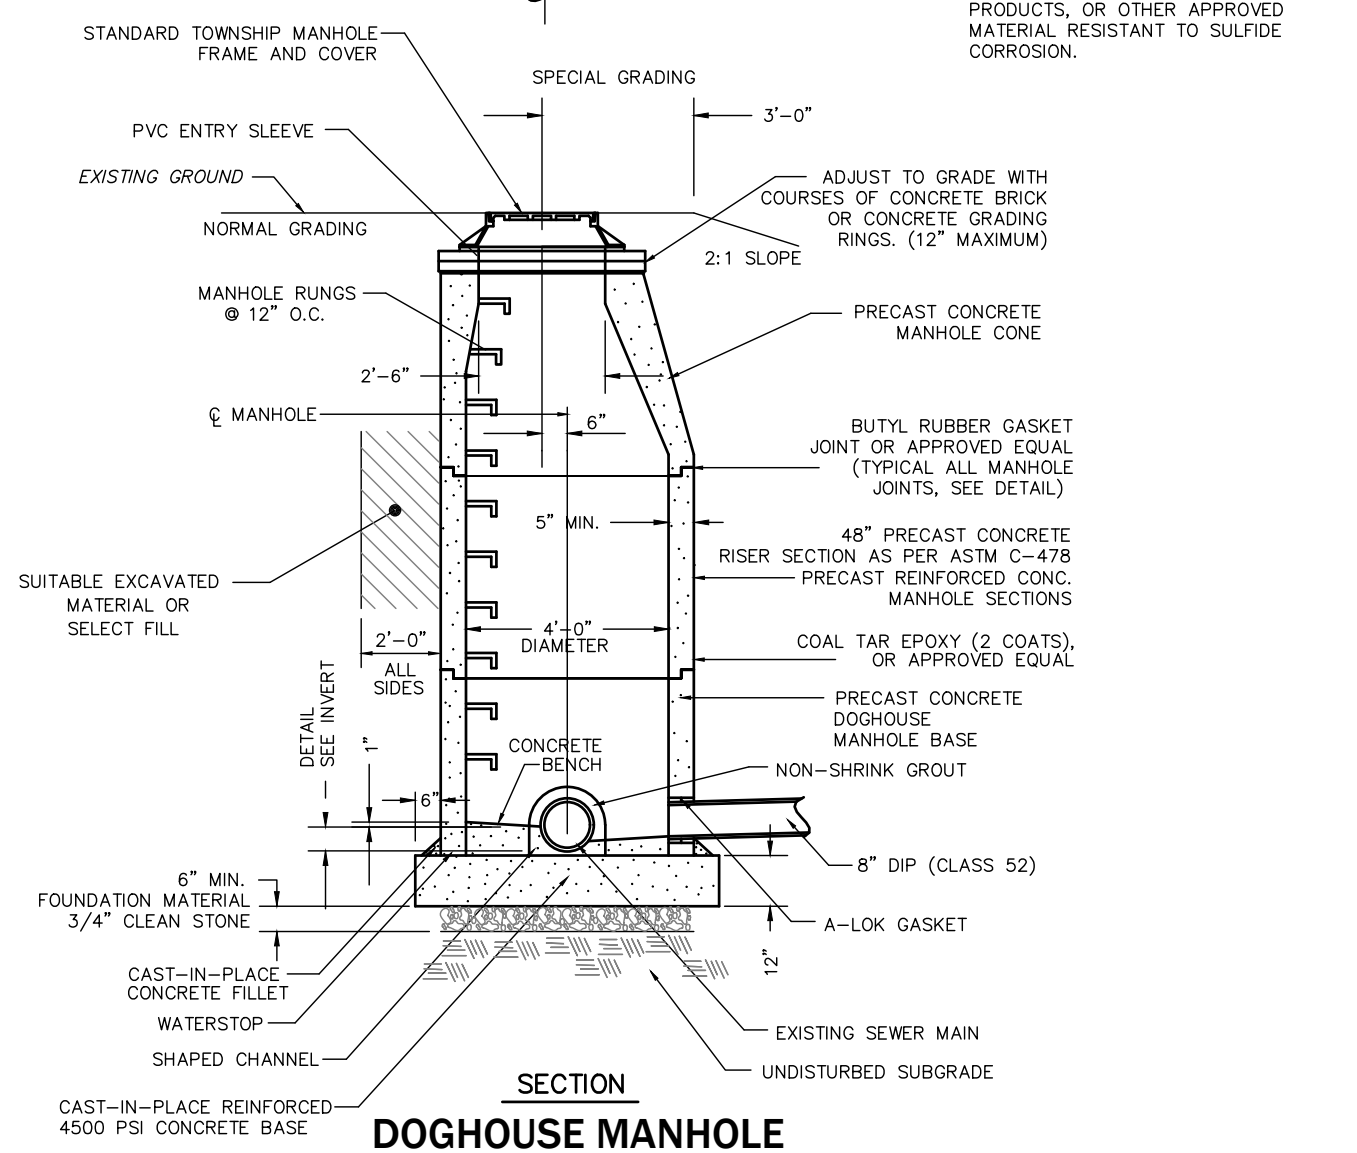 PRODUCTS, OR OTHER APPROVED
MATERIAL RESISTANT TO SULFIDE
CORROSION.
STANDARD TOWNSHIP MANHOLE
FRAME AND COVER
SPECIAL GRADING
3'-0"
PVC ENTRY SLEEVE
EXISTING GROUND
NORMAL GRADING
ADJUST TO GRADE WITH
COURSES OF CONCRETE BRICK
OR CONCRETE GRADING
RINGS. (12" MAXIMUM)
2:1 SLOPE
MANHOLE RUNGS
@ 12" O.C.
PRECAST CONCRETE
MANHOLE CONE
2'-6"
℄ MANHOLE
6"
BUTYL RUBBER GASKET
JOINT OR APPROVED EQUAL
(TYPICAL ALL MANHOLE
JOINTS, SEE DETAIL)
5" MIN.
48" PRECAST CONCRETE
RISER SECTION AS PER ASTM C-478
PRECAST REINFORCED CONC.
MANHOLE SECTIONS
SUITABLE EXCAVATED
MATERIAL OR
SELECT FILL
4'-0"
DIAMETER
2'-0"
ALL
SIDES
COAL TAR EPOXY (2 COATS),
OR APPROVED EQUAL
DETAIL
SEE INVERT
1"
PRECAST CONCRETE
DOGHOUSE
MANHOLE BASE
CONCRETE
BENCH
NON-SHRINK GROUT
6"
8" DIP (CLASS 52)
6" MIN.
FOUNDATION MATERIAL
3/4" CLEAN STONE
A-LOK GASKET
12"
CAST-IN-PLACE
CONCRETE FILLET
WATERSTOP
EXISTING SEWER MAIN
SHAPED CHANNEL
UNDISTURBED SUBGRADE
CAST-IN-PLACE REINFORCED
4500 PSI CONCRETE BASE
SECTION
DOGHOUSE MANHOLE